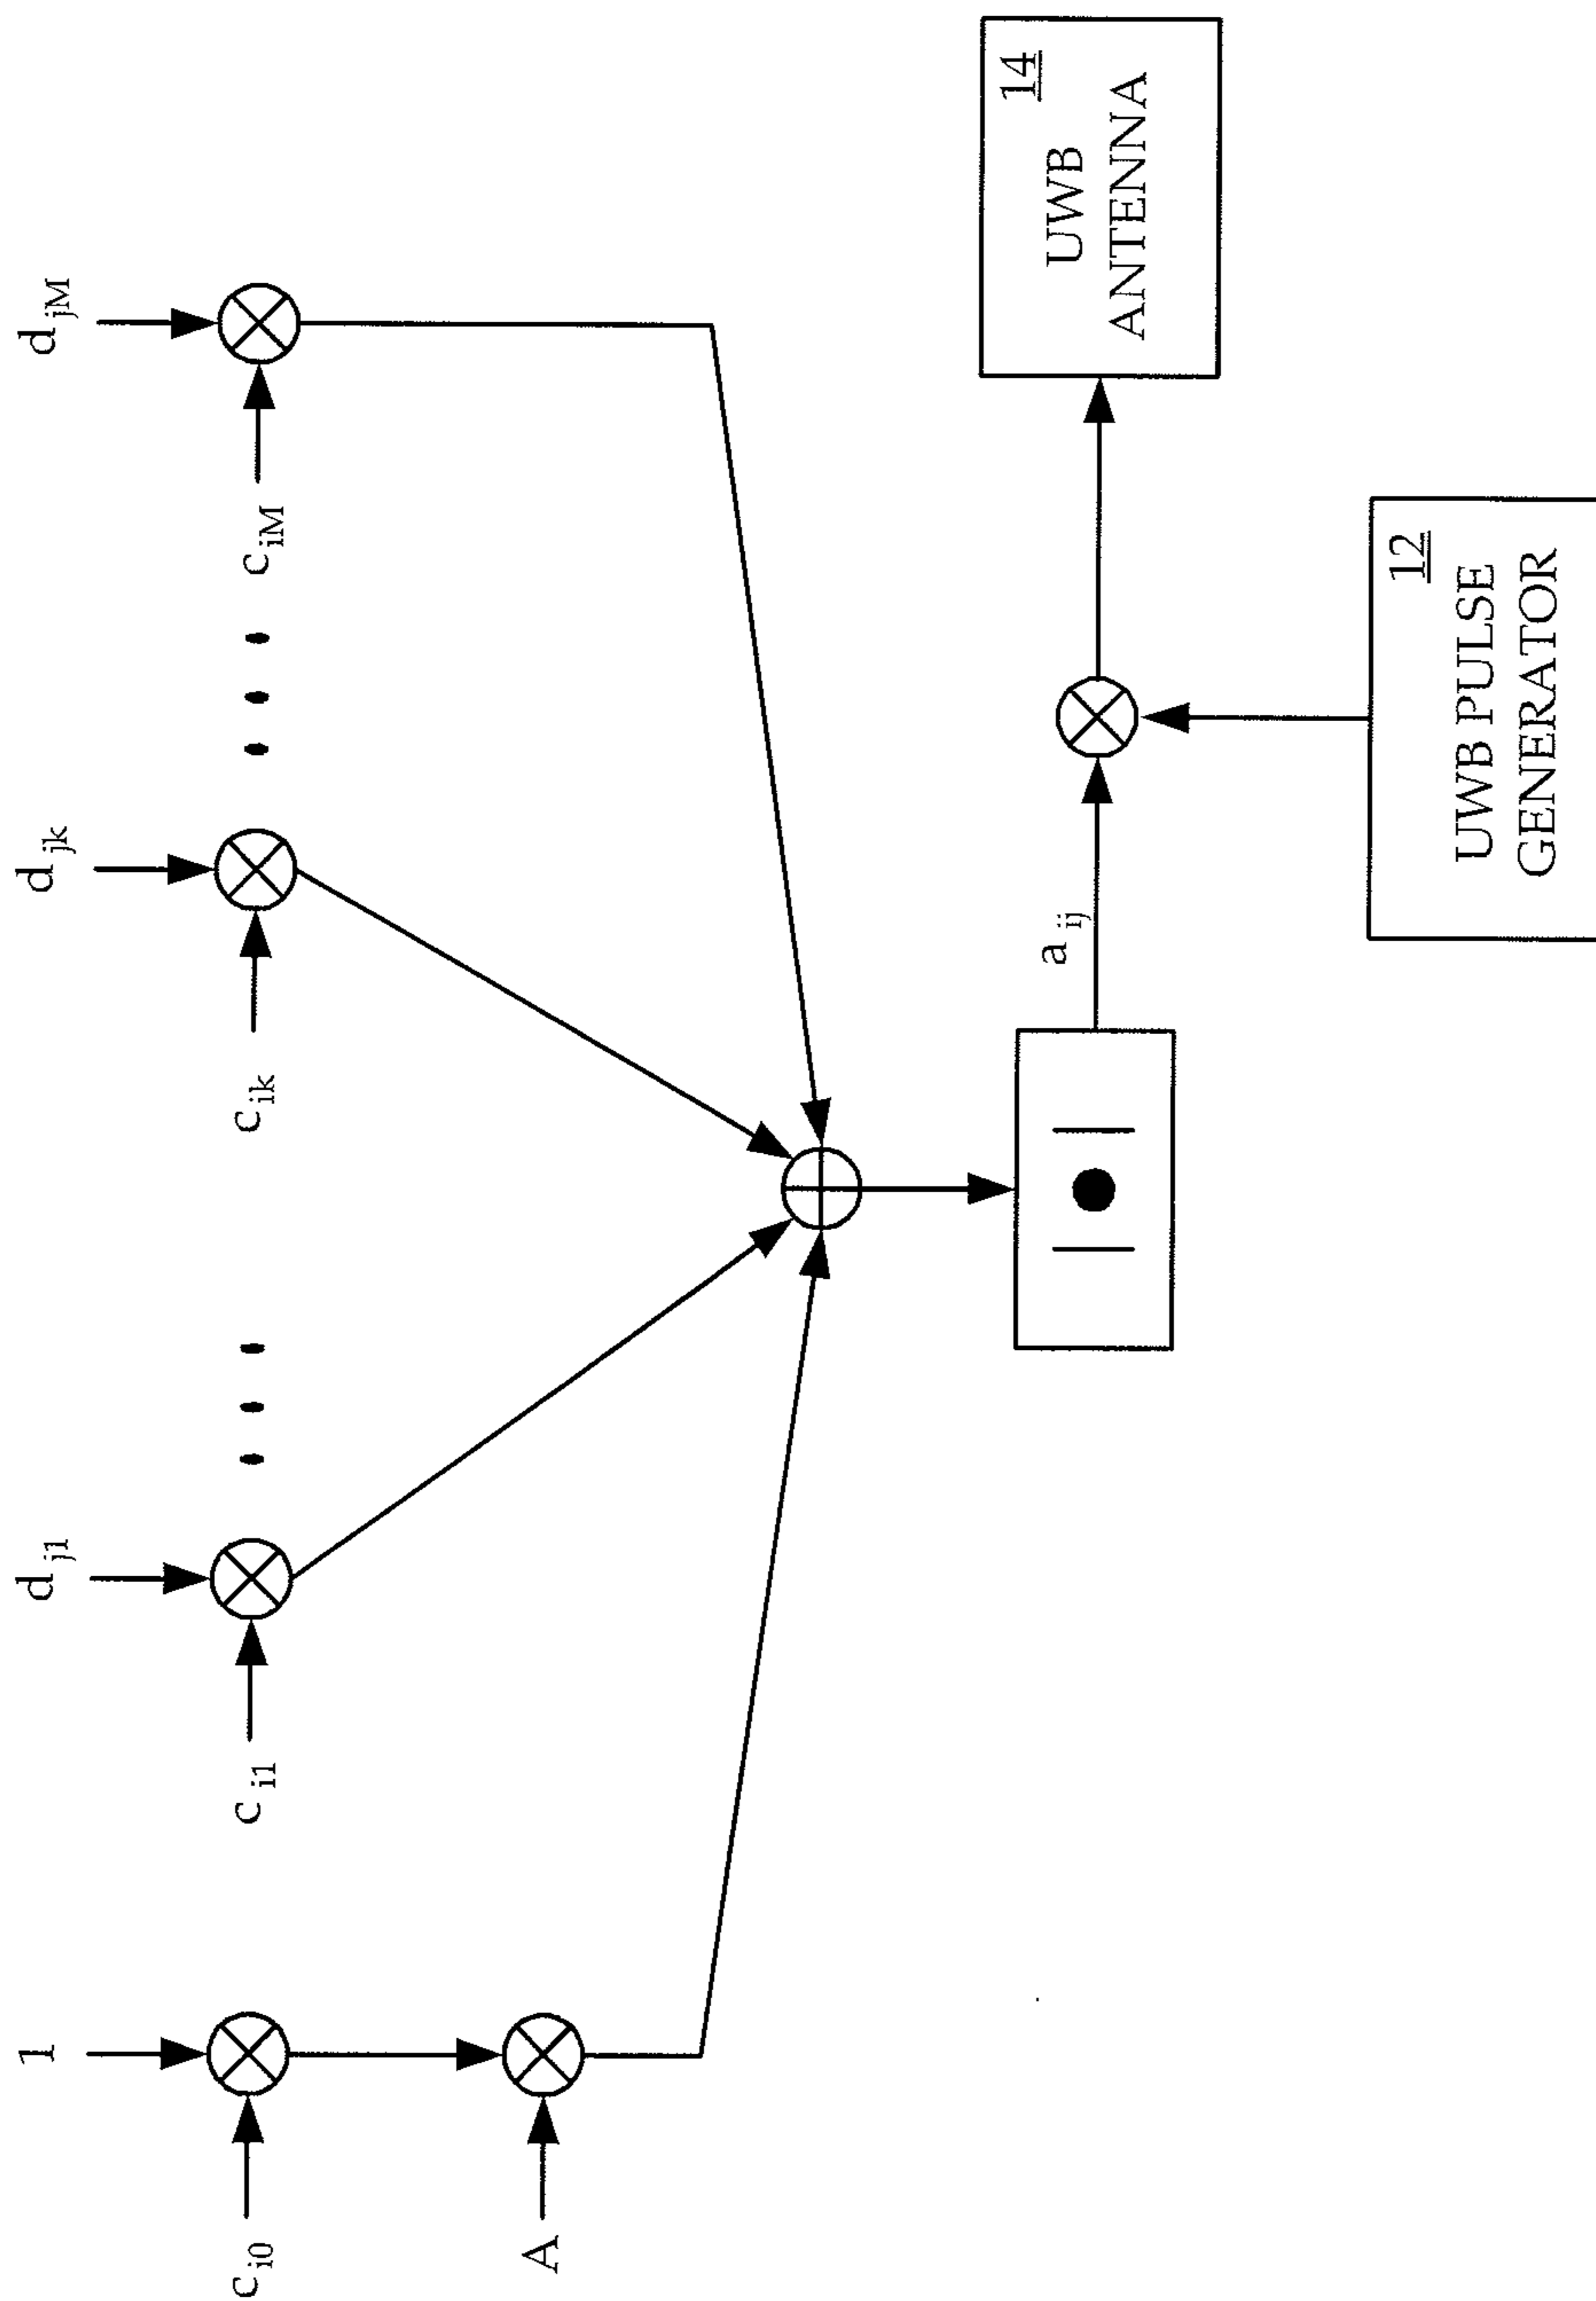 1
d_j1
d_jk
d_jM
c_i0
c_i1
c_ik
c_iM
A
| ● |
a_ij
14
UWB
ANTENNA
12
UWB PULSE
GENERATOR